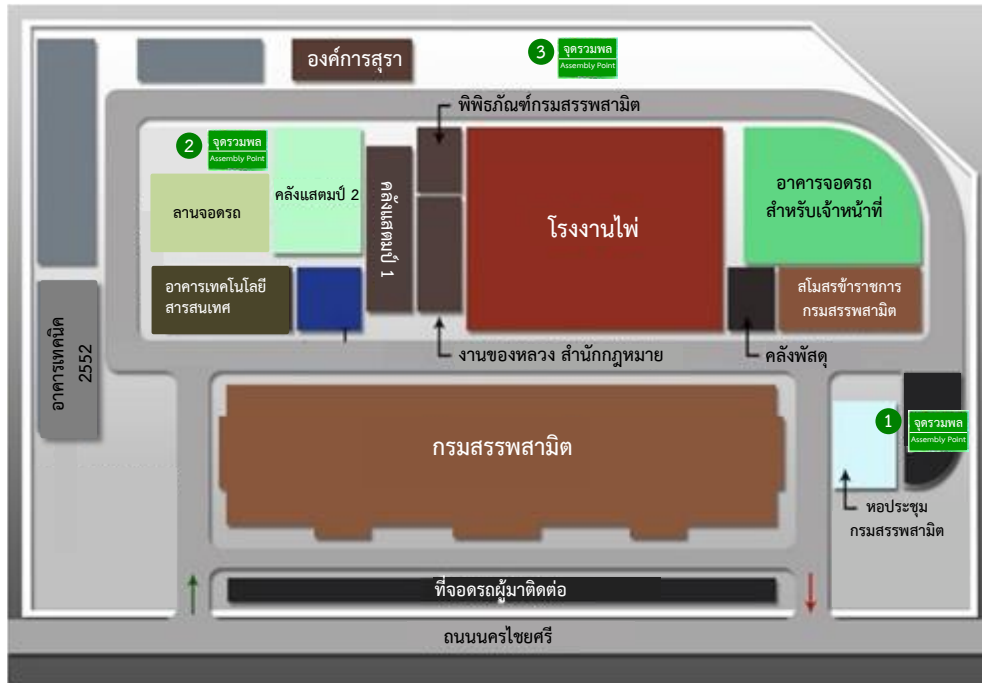 องค์การสุรา
3
จุดรวมพล
Assembly Point
พิพิธภัณฑ์กรมสรรพสามิต
2
จุดรวมพล
Assembly Point
คลังแสตมป์ 2
คลังแสตมป์ 1
ลานจอดรถ
โรงงานไพ่
อาคารจอดรถ
สำหรับเจ้าหน้าที่
อาคารเทคโนโลยี
สารสนเทศ
สโมสรข้าราชการ
กรมสรรพสามิต
งานของหลวง สำนักกฎหมาย
คลังพัสดุ
อาคารเทคนิค
2552
1
จุดรวมพล
Assembly Point
กรมสรรพสามิต
หอประชุม
กรมสรรพสามิต
ที่จอดรถผู้มาติดต่อ
ถนนนครไชยศรี